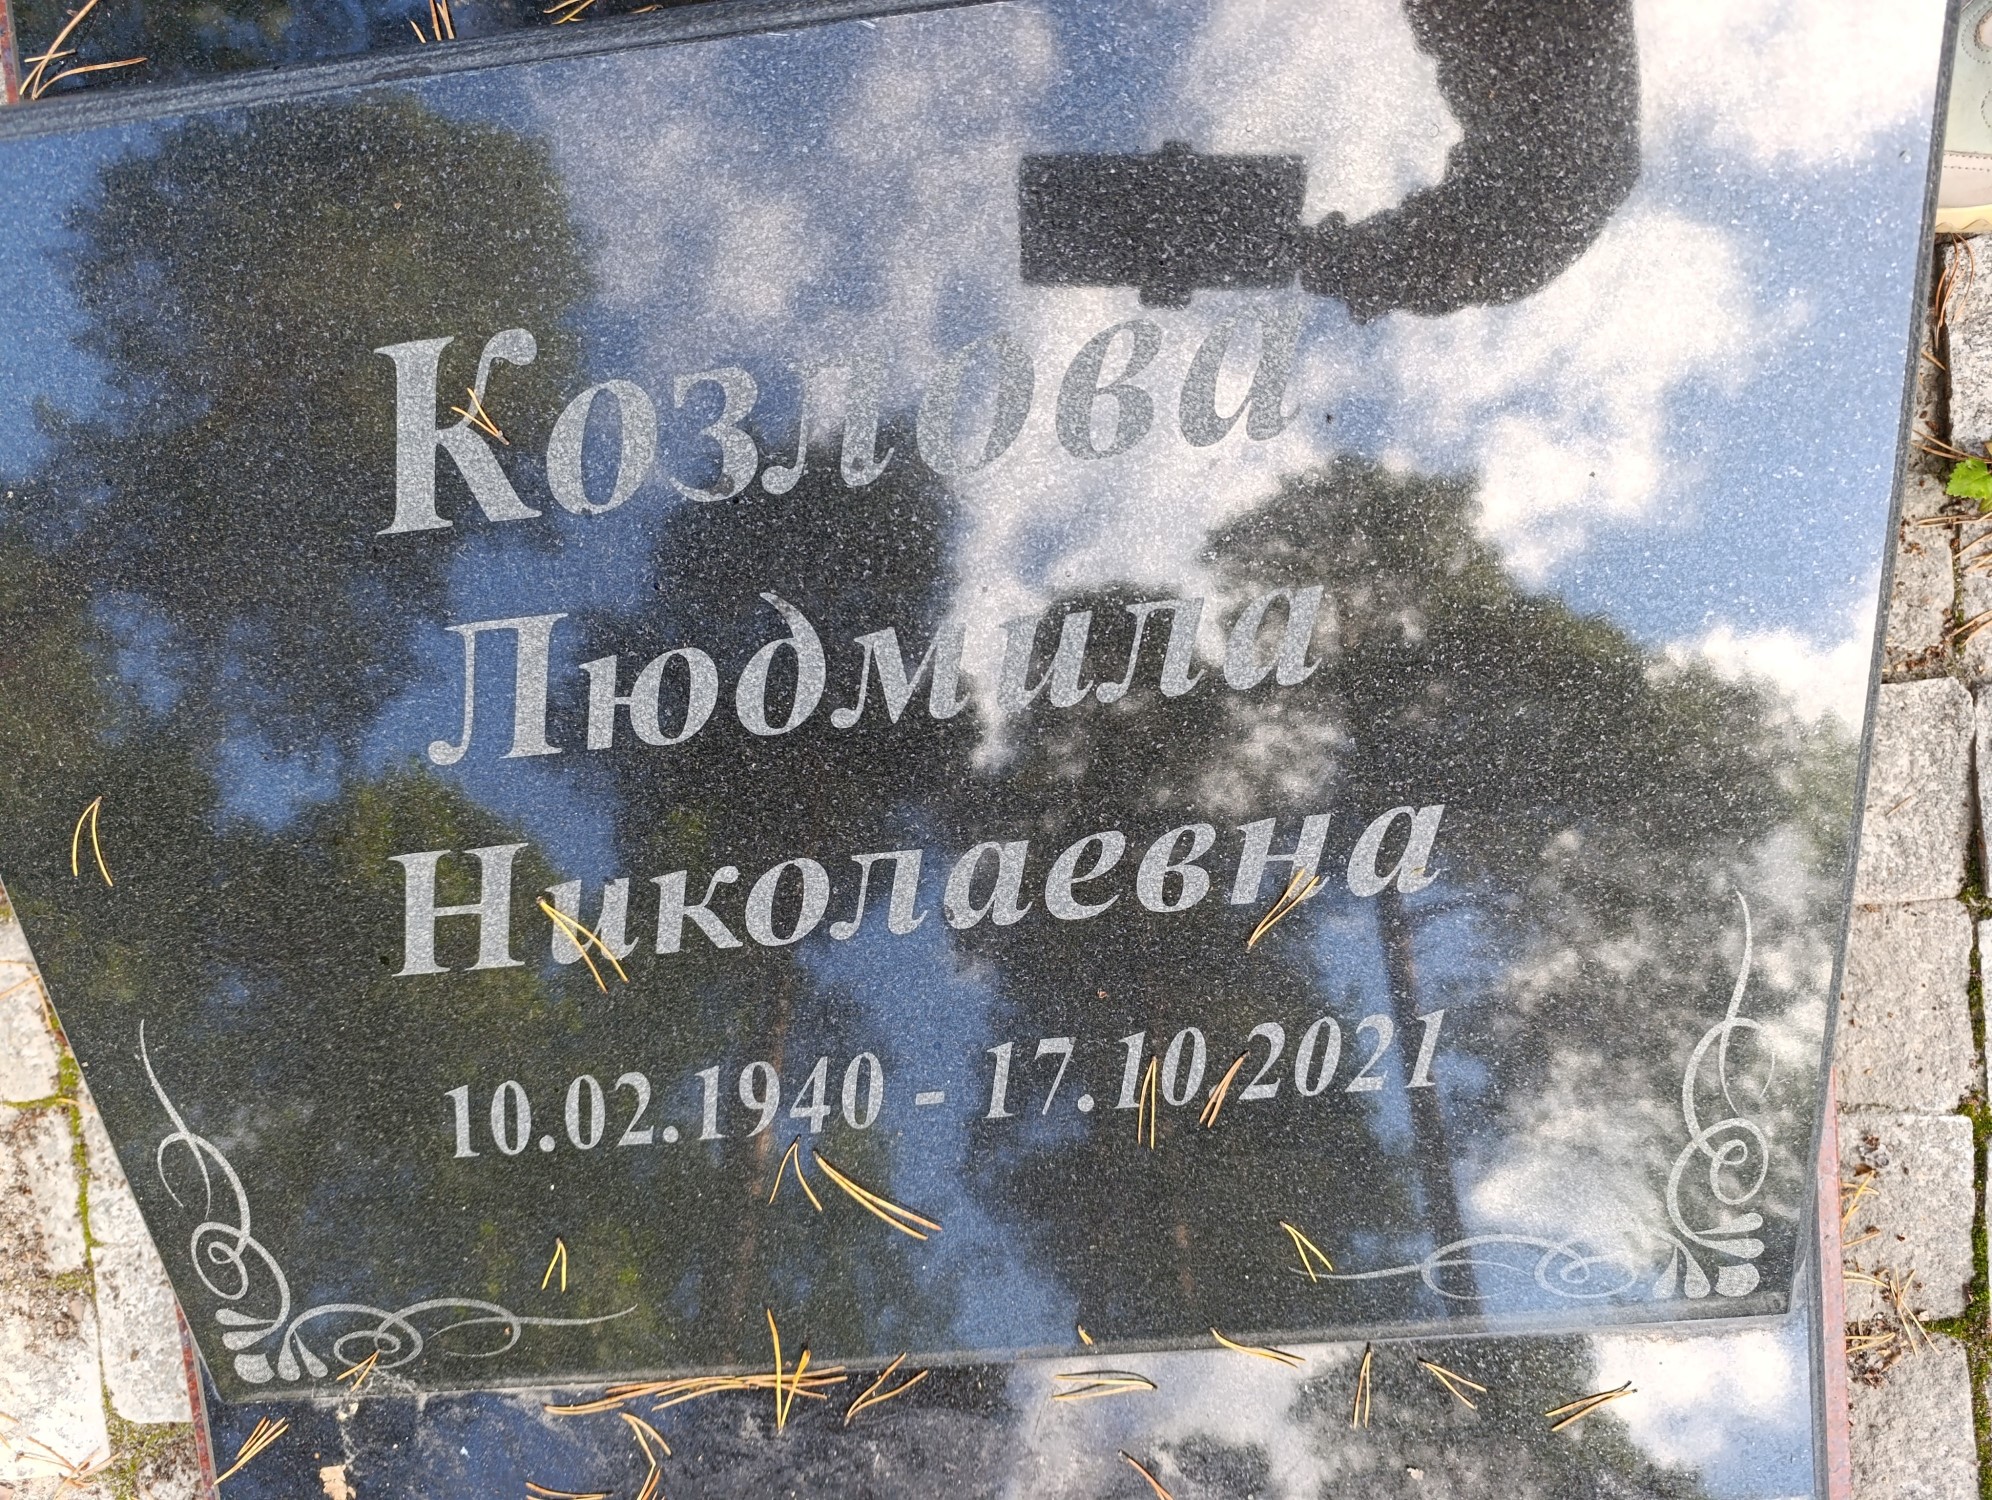 Козлова
Людмила
Николаевна
10.02.1940 - 17.10.2021